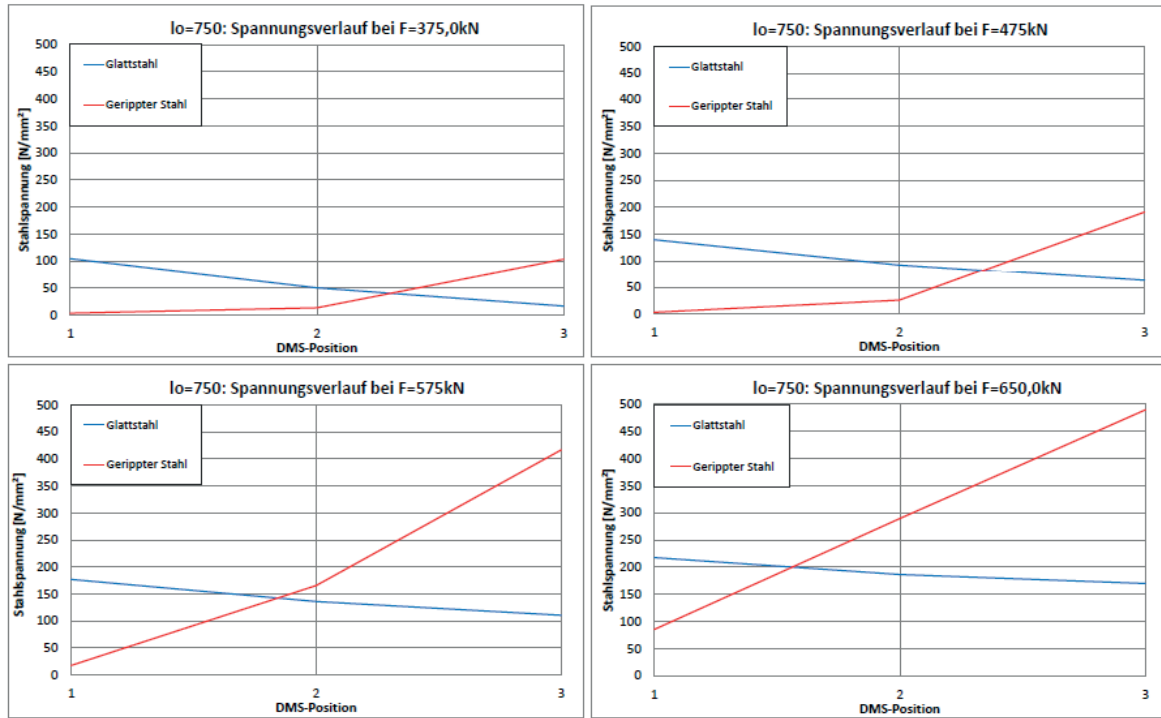 lo=750: Spannungsverlauf bei F=375,0kN
Stahlspannung [N/mm²]
500
450
400
350
300
250
200
150
100
50
0
Glattstahl
Gerippter Stahl
1 2 3
DMS-Position
lo=750: Spannungsverlauf bei F=475kN
Stahlspannung [N/mm²]
500
450
400
350
300
250
200
150
100
50
0
Glattstahl
Gerippter Stahl
1 2 3
DMS-Position
lo=750: Spannungsverlauf bei F=575kN
Stahlspannung [N/mm²]
500
450
400
350
300
250
200
150
100
50
0
Glattstahl
Gerippter Stahl
1 2 3
DMS-Position
lo=750: Spannungsverlauf bei F=650,0kN
Stahlspannung [N/mm²]
500
450
400
350
300
250
200
150
100
50
0
Glattstahl
Gerippter Stahl
1 2 3
DMS-Position